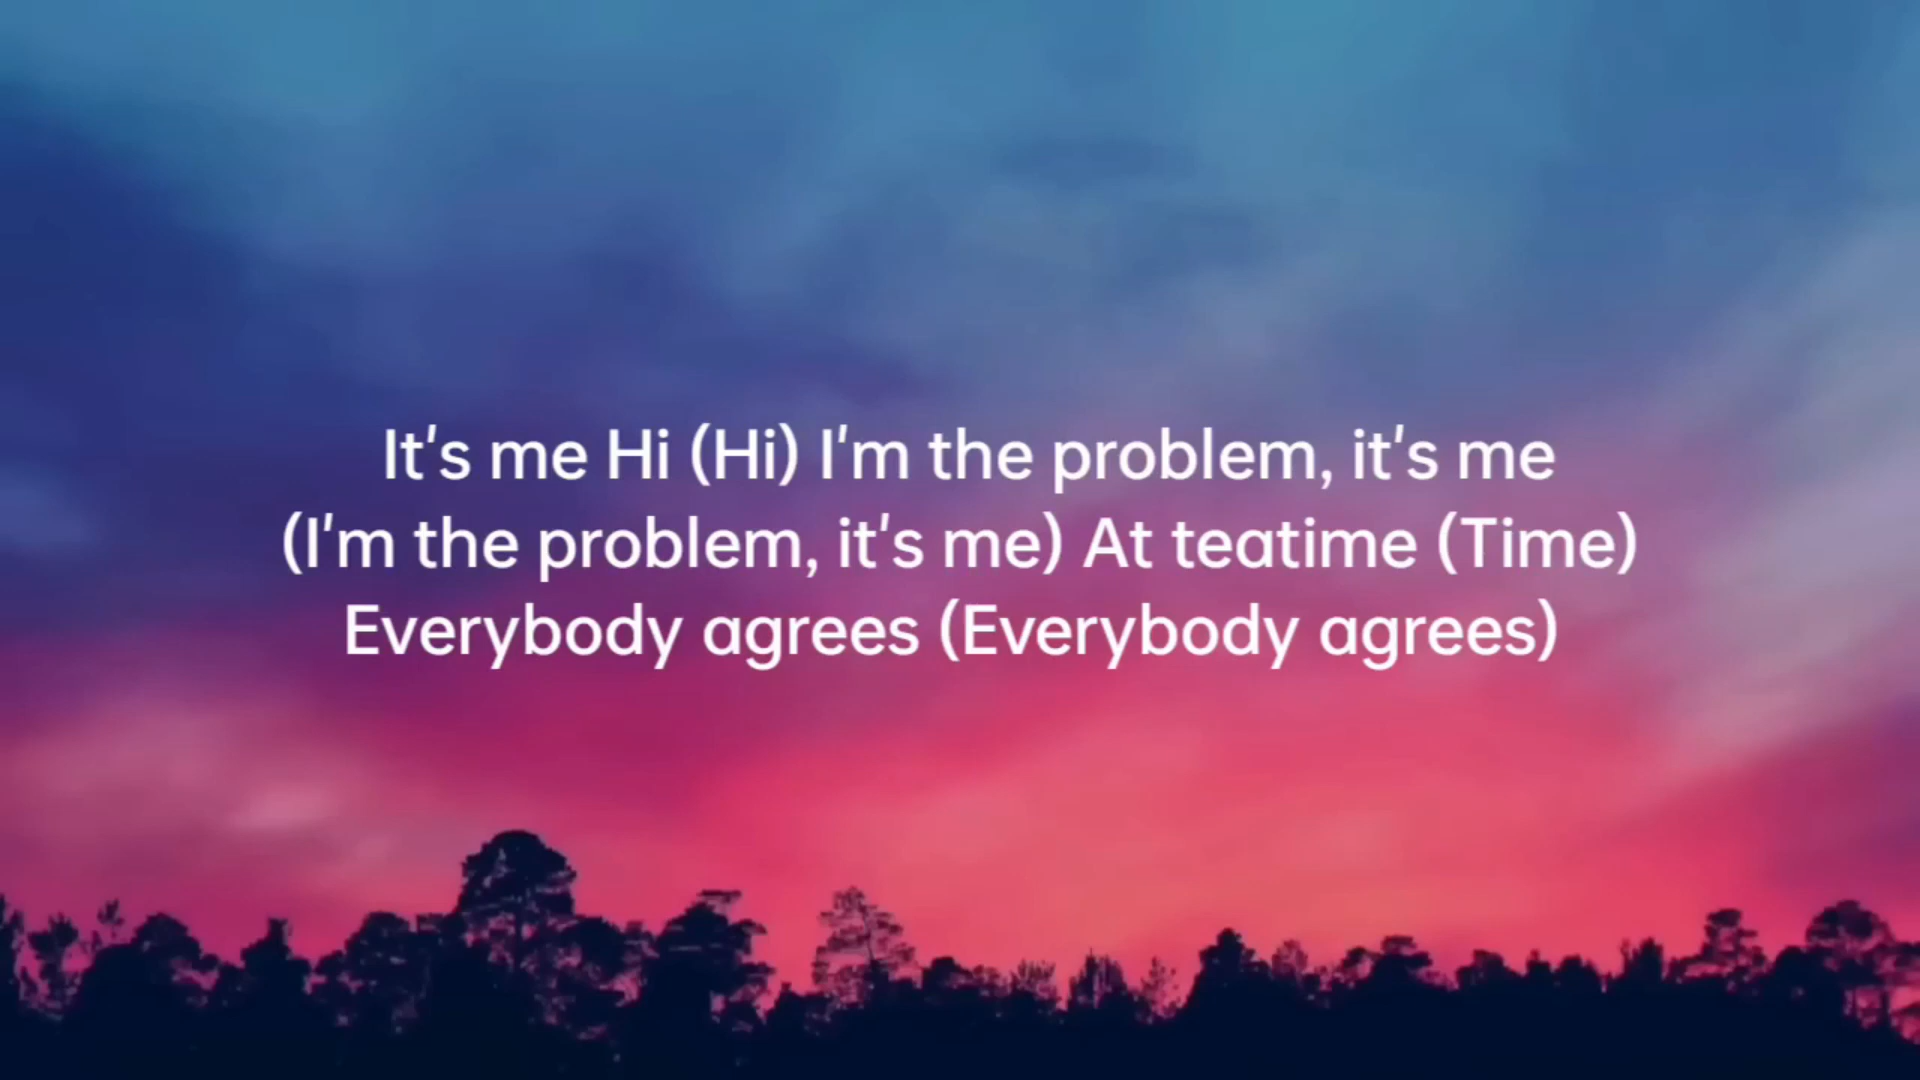 It's me Hi (Hi) I'm the problem, it's me
(I'm the problem, it's me) At teatime (Time)
Everybody agrees (Everybody agrees)